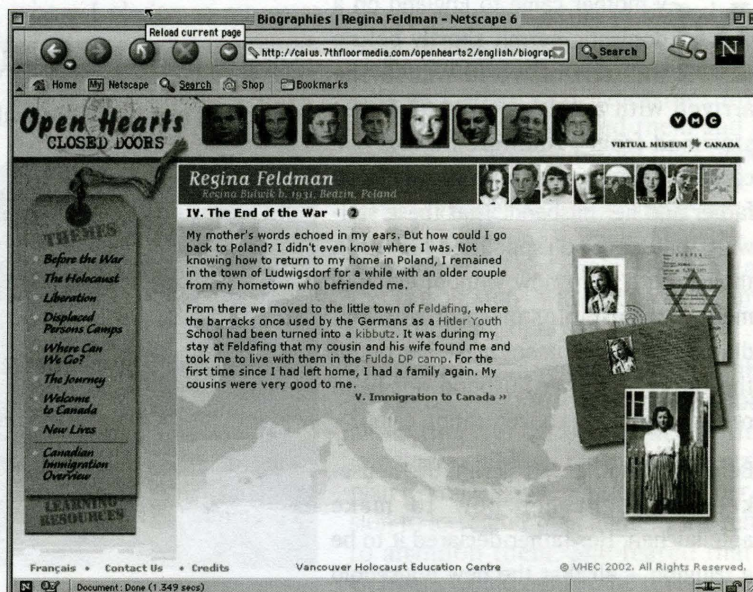 Biographies | Regina Feldman - Netscape 6
Reload current page
http://caius.7thfloormedia.com/openhearts2/english/biograp
Search
N
Home My Netscape Search Shop Bookmarks
Open Hearts
CLOSED DOORS
VMC
VIRTUAL MUSEUM CANADA
Regina Feldman
Regina Bulwik b. 1931, Bedzin, Poland
THEMES
Before the War
The Holocaust
Liberation
Displaced
Persons Camps
Where Can
We Go?
The Journey
Welcome
to Canada
New Lives
Canadian
Immigration
Overview
LEARNING
RESOURCES
IV. The End of the War 1 2
My mother's words echoed in my ears. But how could I go
back to Poland? I didn't even know where I was. Not
knowing how to return to my home in Poland, I remained
in the town of Ludwigsdorf for a while with an older couple
from my hometown who befriended me.
From there we moved to the little town of Feldafing, where
the barracks once used by the Germans as a Hitler Youth
School had been turned into a kibbutz. It was during my
stay at Feldafing that my cousin and his wife found me and
took me to live with them in the Fulda DP camp. For the
first time since I had left home, I had a family again. My
cousins were very good to me.
V. Immigration to Canada »
Français • Contact Us • Credits
Vancouver Holocaust Education Centre
© VHEC 2002. All Rights Reserved.
N
Document: Done (1.349 secs)